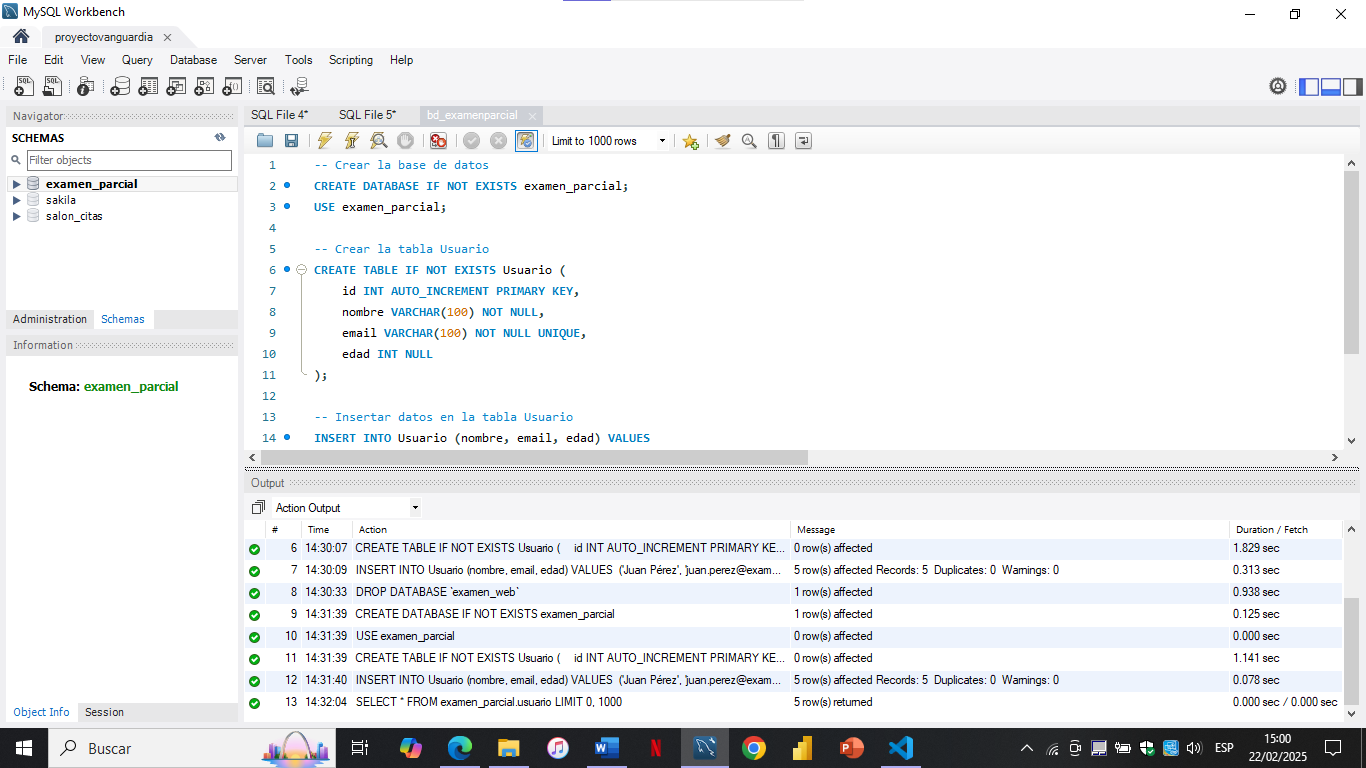 MySQL Workbench
proyectovanguardia
File Edit View Query Database Server Tools Scripting Help
Navigator
SCHEMAS
Filter objects
examen_parcial
sakila
salon_citas
Administration Schemas
Information
Schema: examen_parcial
Object Info Session
SQL File 4* SQL File 5* bd_examenparcial
Limit to 1000 rows
1 -- Crear la base de datos
2 CREATE DATABASE IF NOT EXISTS examen_parcial;
3 USE examen_parcial;
4
5 -- Crear la tabla Usuario
6 CREATE TABLE IF NOT EXISTS Usuario (
7 id INT AUTO_INCREMENT PRIMARY KEY,
8 nombre VARCHAR(100) NOT NULL,
9 email VARCHAR(100) NOT NULL UNIQUE,
10 edad INT NULL
11 );
12
13 -- Insertar datos en la tabla Usuario
14 INSERT INTO Usuario (nombre, email, edad) VALUES
Output
Action Output
# Time Action Message Duration / Fetch
6 14:30:07 CREATE TABLE IF NOT EXISTS Usuario ( id INT AUTO_INCREMENT PRIMARY KE... 0 row(s) affected 1.829 sec
7 14:30:09 INSERT INTO Usuario (nombre, email, edad) VALUES ('Juan Pérez', 'juan.perez@exam... 5 row(s) affected Records: 5 Duplicates: 0 Warnings: 0 0.313 sec
8 14:30:33 DROP DATABASE `examen_web` 1 row(s) affected 0.938 sec
9 14:31:39 CREATE DATABASE IF NOT EXISTS examen_parcial 1 row(s) affected 0.125 sec
10 14:31:39 USE examen_parcial 0 row(s) affected 0.000 sec
11 14:31:39 CREATE TABLE IF NOT EXISTS Usuario ( id INT AUTO_INCREMENT PRIMARY KE... 0 row(s) affected 1.141 sec
12 14:31:40 INSERT INTO Usuario (nombre, email, edad) VALUES ('Juan Pérez', 'juan.perez@exam... 5 row(s) affected Records: 5 Duplicates: 0 Warnings: 0 0.078 sec
13 14:32:04 SELECT * FROM examen_parcial.usuario LIMIT 0, 1000 5 row(s) returned 0.000 sec / 0.000 sec
Buscar
ESP
15:00
22/02/2025